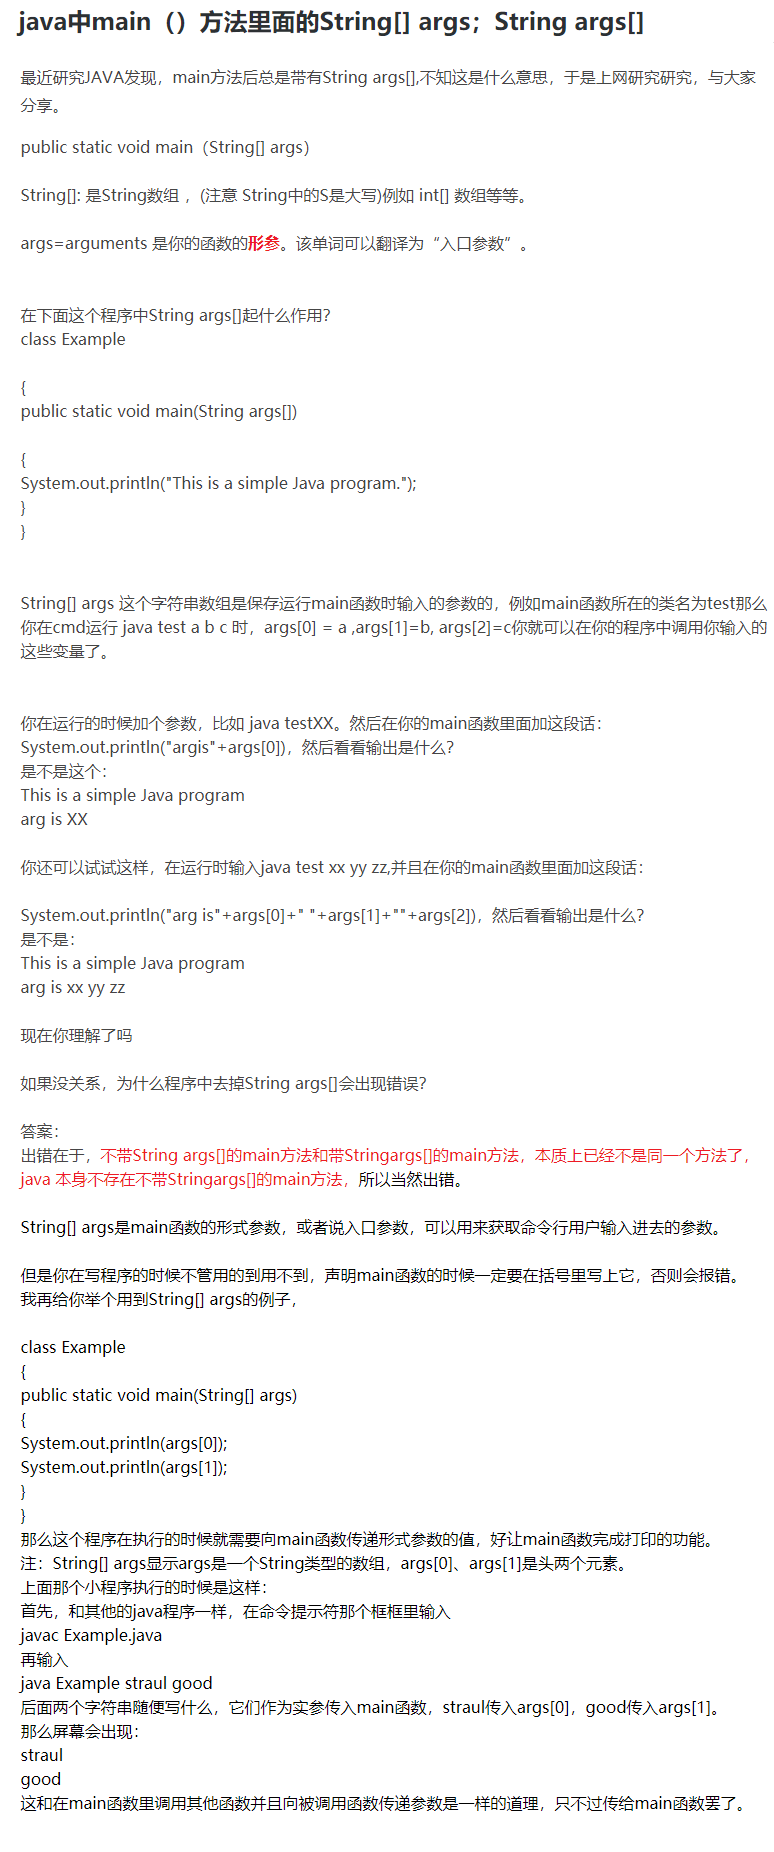 java中main（）方法里面的String[] args；String args[]
最近研究JAVA发现，main方法后总是带有String args[],不知这是什么意思，于是上网研究研究，与大家
分享。
public static void main（String[] args）
String[]: 是String数组 ，(注意 String中的S是大写)例如 int[] 数组等等。
args=arguments 是你的函数的形参。该单词可以翻译为“入口参数”。
在下面这个程序中String args[]起什么作用？
class Example
{
public static void main(String args[])
{
System.out.println("This is a simple Java program.");
}
}
String[] args 这个字符串数组是保存运行main函数时输入的参数的，例如main函数所在的类名为test那么
你在cmd运行 java test a b c 时，args[0] = a ,args[1]=b, args[2]=c你就可以在你的程序中调用你输入的
这些变量了。
你在运行的时候加个参数，比如 java testXX。然后在你的main函数里面加这段话：
System.out.println("argis"+args[0])，然后看看输出是什么？
是不是这个：
This is a simple Java program
arg is XX
你还可以试试这样，在运行时输入java test xx yy zz,并且在你的main函数里面加这段话：
System.out.println("arg is"+args[0]+" "+args[1]+""+args[2])，然后看看输出是什么？
是不是：
This is a simple Java program
arg is xx yy zz
现在你理解了吗
如果没关系，为什么程序中去掉String args[]会出现错误？
答案：
出错在于，不带String args[]的main方法和带Stringargs[]的main方法，本质上已经不是同一个方法了，
java 本身不存在不带Stringargs[]的main方法，所以当然出错。
String[] args是main函数的形式参数，或者说入口参数，可以用来获取命令行用户输入进去的参数。
但是你在写程序的时候不管用的到用不到，声明main函数的时候一定要在括号里写上它，否则会报错。
我再给你举个用到String[] args的例子，
class Example
{
public static void main(String[] args)
{
System.out.println(args[0]);
System.out.println(args[1]);
}
}
那么这个程序在执行的时候就需要向main函数传递形式参数的值，好让main函数完成打印的功能。
注：String[] args显示args是一个String类型的数组，args[0]、args[1]是头两个元素。
上面那个小程序执行的时候是这样：
首先，和其他的java程序一样，在命令提示符那个框框里输入
javac Example.java
再输入
java Example straul good
后面两个字符串随便写什么，它们作为实参传入main函数，straul传入args[0]，good传入args[1]。
那么屏幕会出现：
straul
good
这和在main函数里调用其他函数并且向被调用函数传递参数是一样的道理，只不过传给main函数罢了。